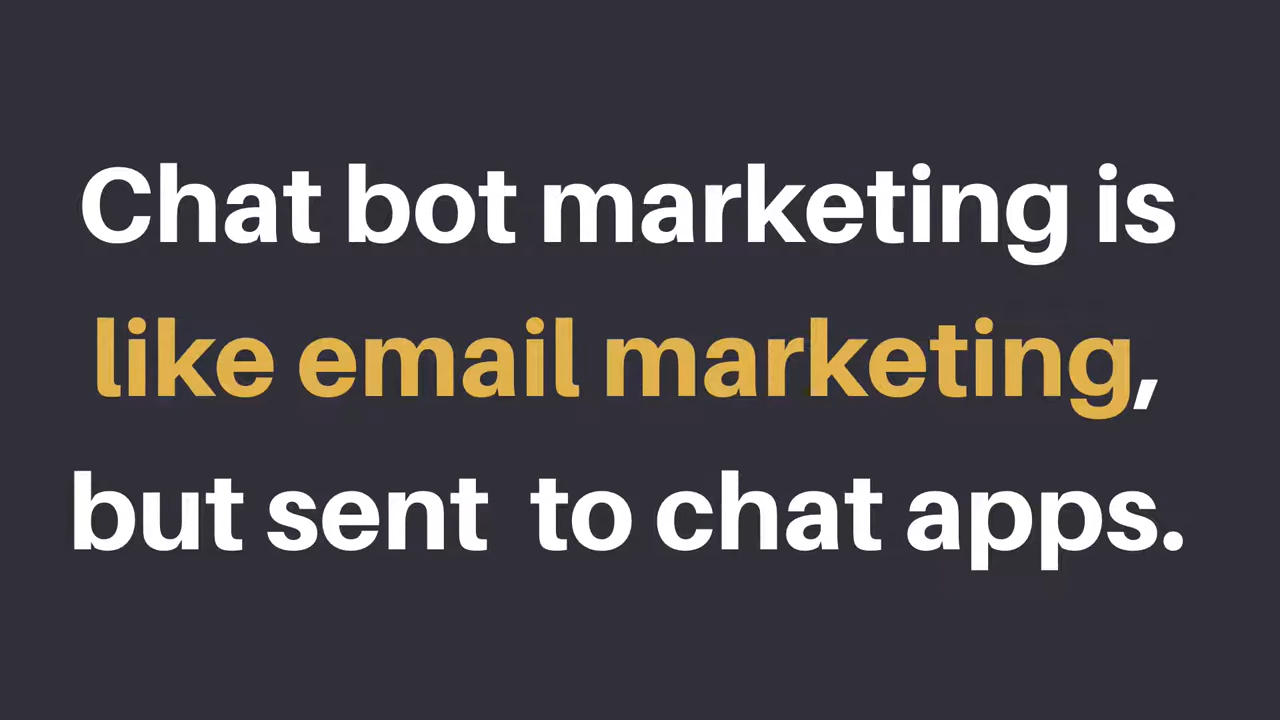 Chat bot marketing is
like email marketing,
but sent  to chat apps.